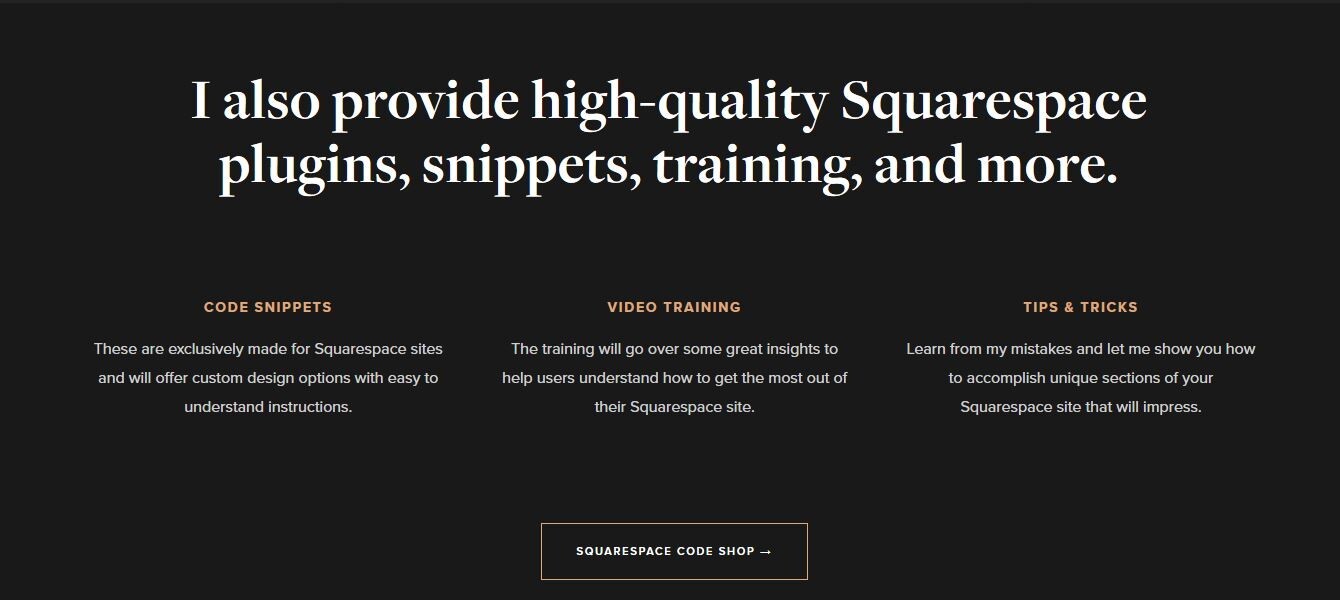 I also provide high-quality Squarespace
plugins, snippets, training, and more.
CODE SNIPPETS
These are exclusively made for Squarespace sites
and will offer custom design options with easy to
understand instructions.
VIDEO TRAINING
The training will go over some great insights to
help users understand how to get the most out of
their Squarespace site.
TIPS & TRICKS
Learn from my mistakes and let me show you how
to accomplish unique sections of your
Squarespace site that will impress.
SQUARESPACE CODE SHOP →